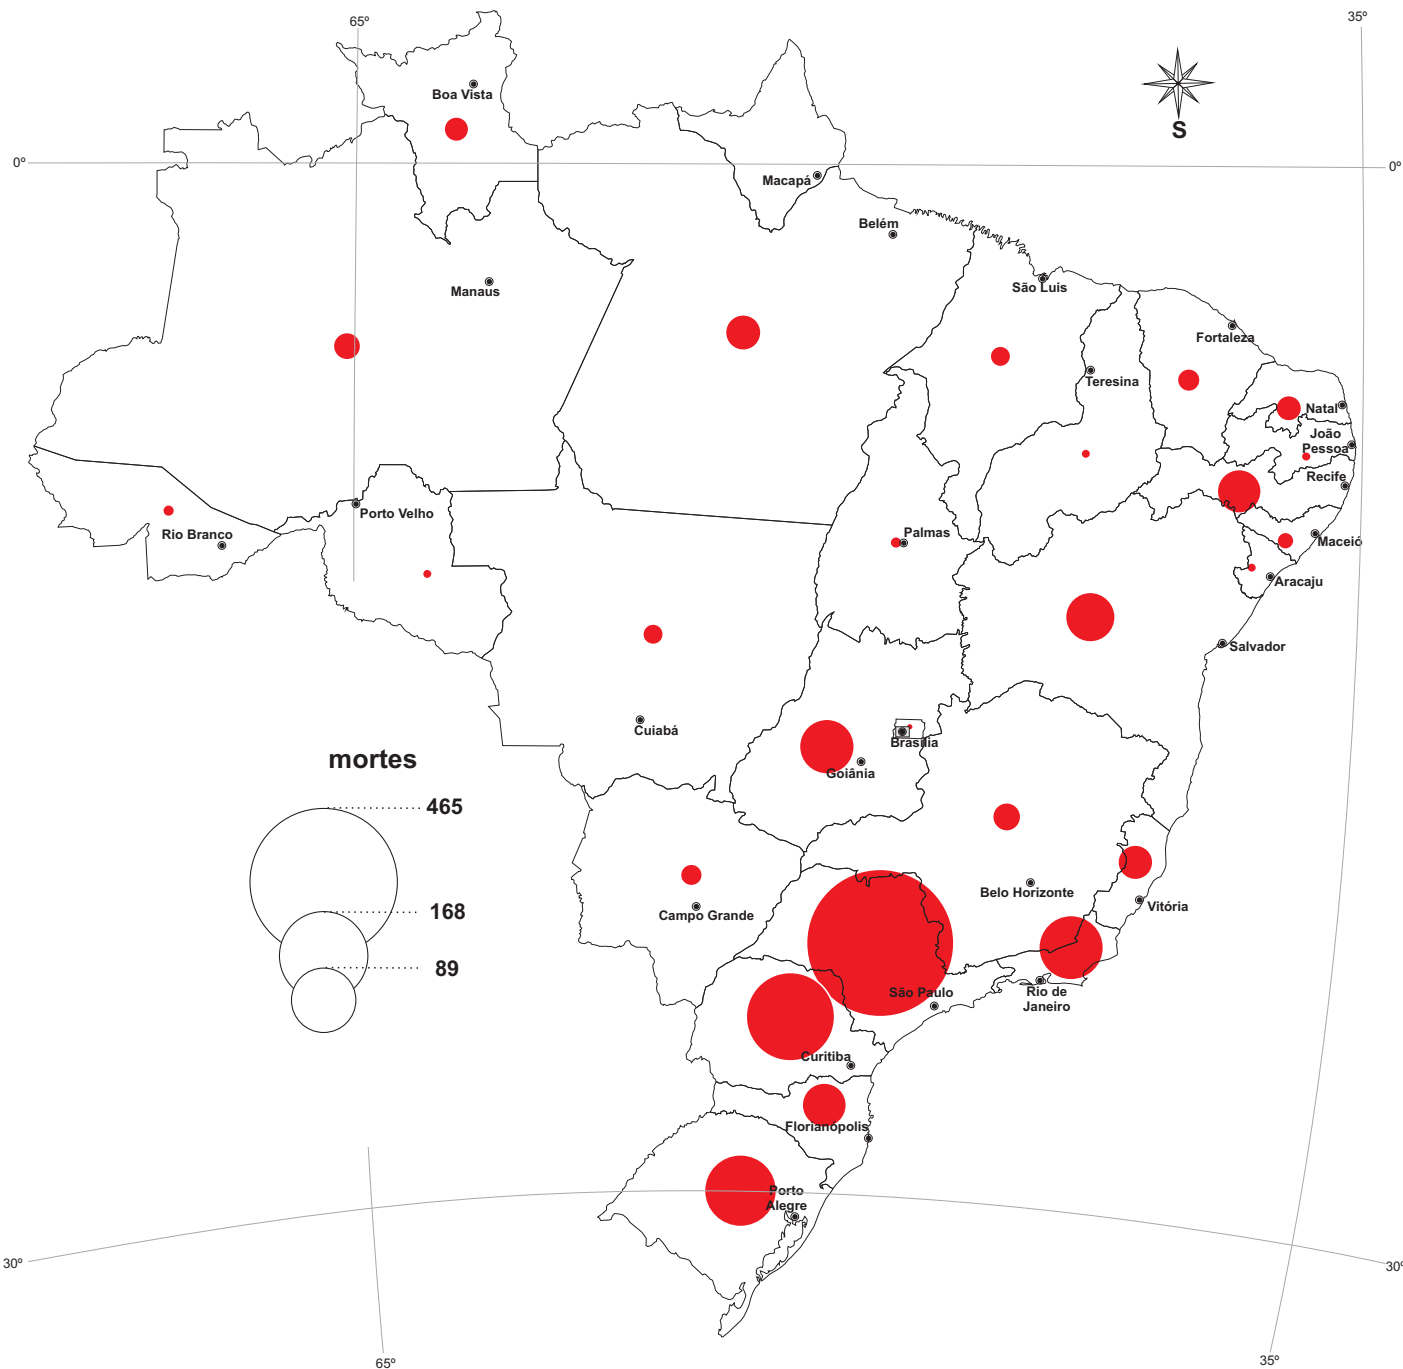 65º
35º
Boa Vista
S
0º
0º
Macapá
Belém
Manaus
São Luis
Fortaleza
Teresina
Natal
João
Pessoa
Recife
Porto Velho
Rio Branco
Palmas
Maceió
Aracaju
Salvador
Cuiabá
Brasília
Goiânia
mortes
465
168
89
Belo Horizonte
Vitória
Campo Grande
São Paulo
Rio de
Janeiro
Curitiba
Florianópolis
Porto
Alegre
30º
30º
65º
35º